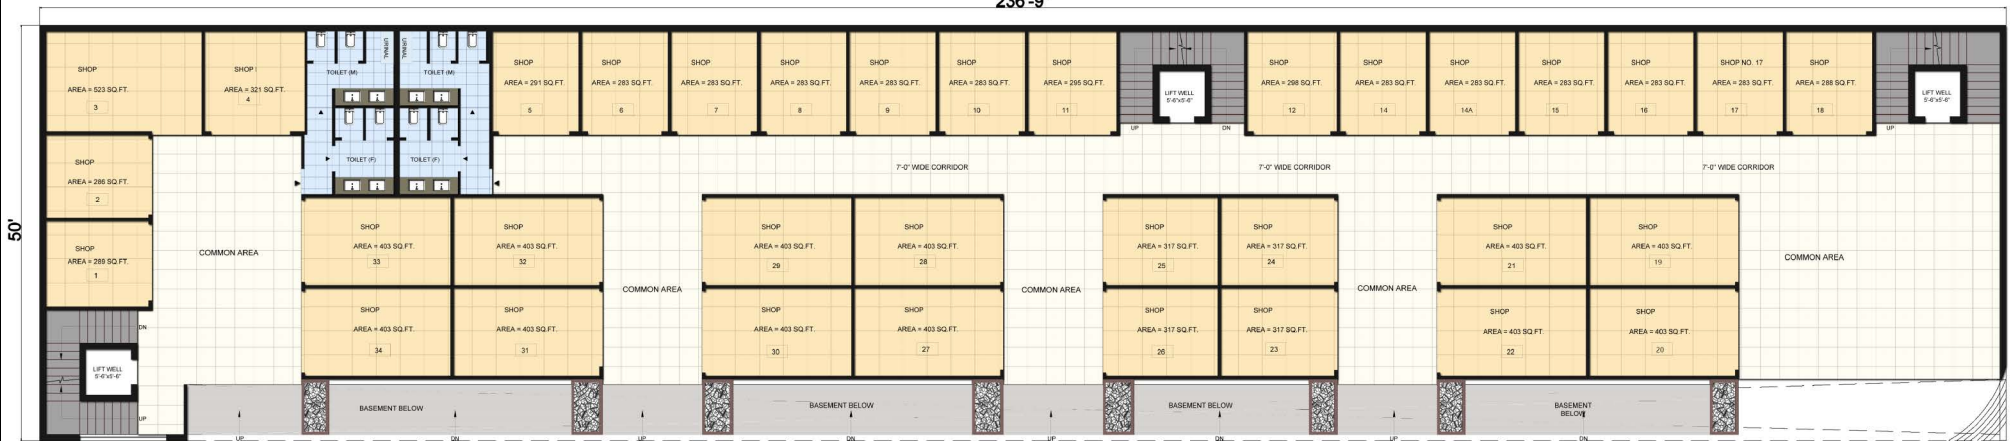 236'-9"
50'
SHOP
AREA = 523 SQ.FT.
3
SHOP
AREA = 321 SQ.FT.
4
URINAL
URINAL
TOILET (M)
TOILET (M)
TOILET (F)
TOILET (F)
SHOP
AREA = 291 SQ.FT.
5
SHOP
AREA = 283 SQ.FT.
6
SHOP
AREA = 283 SQ.FT.
7
SHOP
AREA = 283 SQ.FT.
8
SHOP
AREA = 283 SQ.FT.
9
SHOP
AREA = 283 SQ.FT.
10
SHOP
AREA = 295 SQ.FT.
11
LIFT WELL
5'-6"x5'-6"
UP
DN
SHOP
AREA = 298 SQ.FT.
12
SHOP
AREA = 283 SQ.FT.
14
SHOP
AREA = 283 SQ.FT.
14A
SHOP
AREA = 283 SQ.FT.
15
SHOP
AREA = 283 SQ.FT.
16
SHOP NO. 17
AREA = 283 SQ.FT.
17
SHOP
AREA = 288 SQ.FT.
18
LIFT WELL
5'-6"x5'-6"
UP
SHOP
AREA = 286 SQ.FT.
2
SHOP
AREA = 289 SQ.FT.
1
7'-0" WIDE CORRIDOR
7'-0" WIDE CORRIDOR
7'-0" WIDE CORRIDOR
COMMON AREA
SHOP
AREA = 403 SQ.FT.
33
SHOP
AREA = 403 SQ.FT.
32
COMMON AREA
SHOP
AREA = 403 SQ.FT.
29
SHOP
AREA = 403 SQ.FT.
28
COMMON AREA
SHOP
AREA = 317 SQ.FT.
25
SHOP
AREA = 317 SQ.FT.
24
COMMON AREA
SHOP
AREA = 403 SQ.FT.
21
SHOP
AREA = 403 SQ.FT.
19
COMMON AREA
SHOP
AREA = 403 SQ.FT.
34
SHOP
AREA = 403 SQ.FT.
31
SHOP
AREA = 403 SQ.FT.
30
SHOP
AREA = 403 SQ.FT.
27
SHOP
AREA = 317 SQ.FT.
26
SHOP
AREA = 317 SQ.FT.
23
SHOP
AREA = 403 SQ.FT.
22
SHOP
AREA = 403 SQ.FT.
20
DN
LIFT WELL
5'-6"x5'-6"
UP
BASEMENT BELOW
BASEMENT BELOW
BASEMENT BELOW
BASEMENT
BELOW
UP
DN
UP
DN
UP
DN
UP
DN